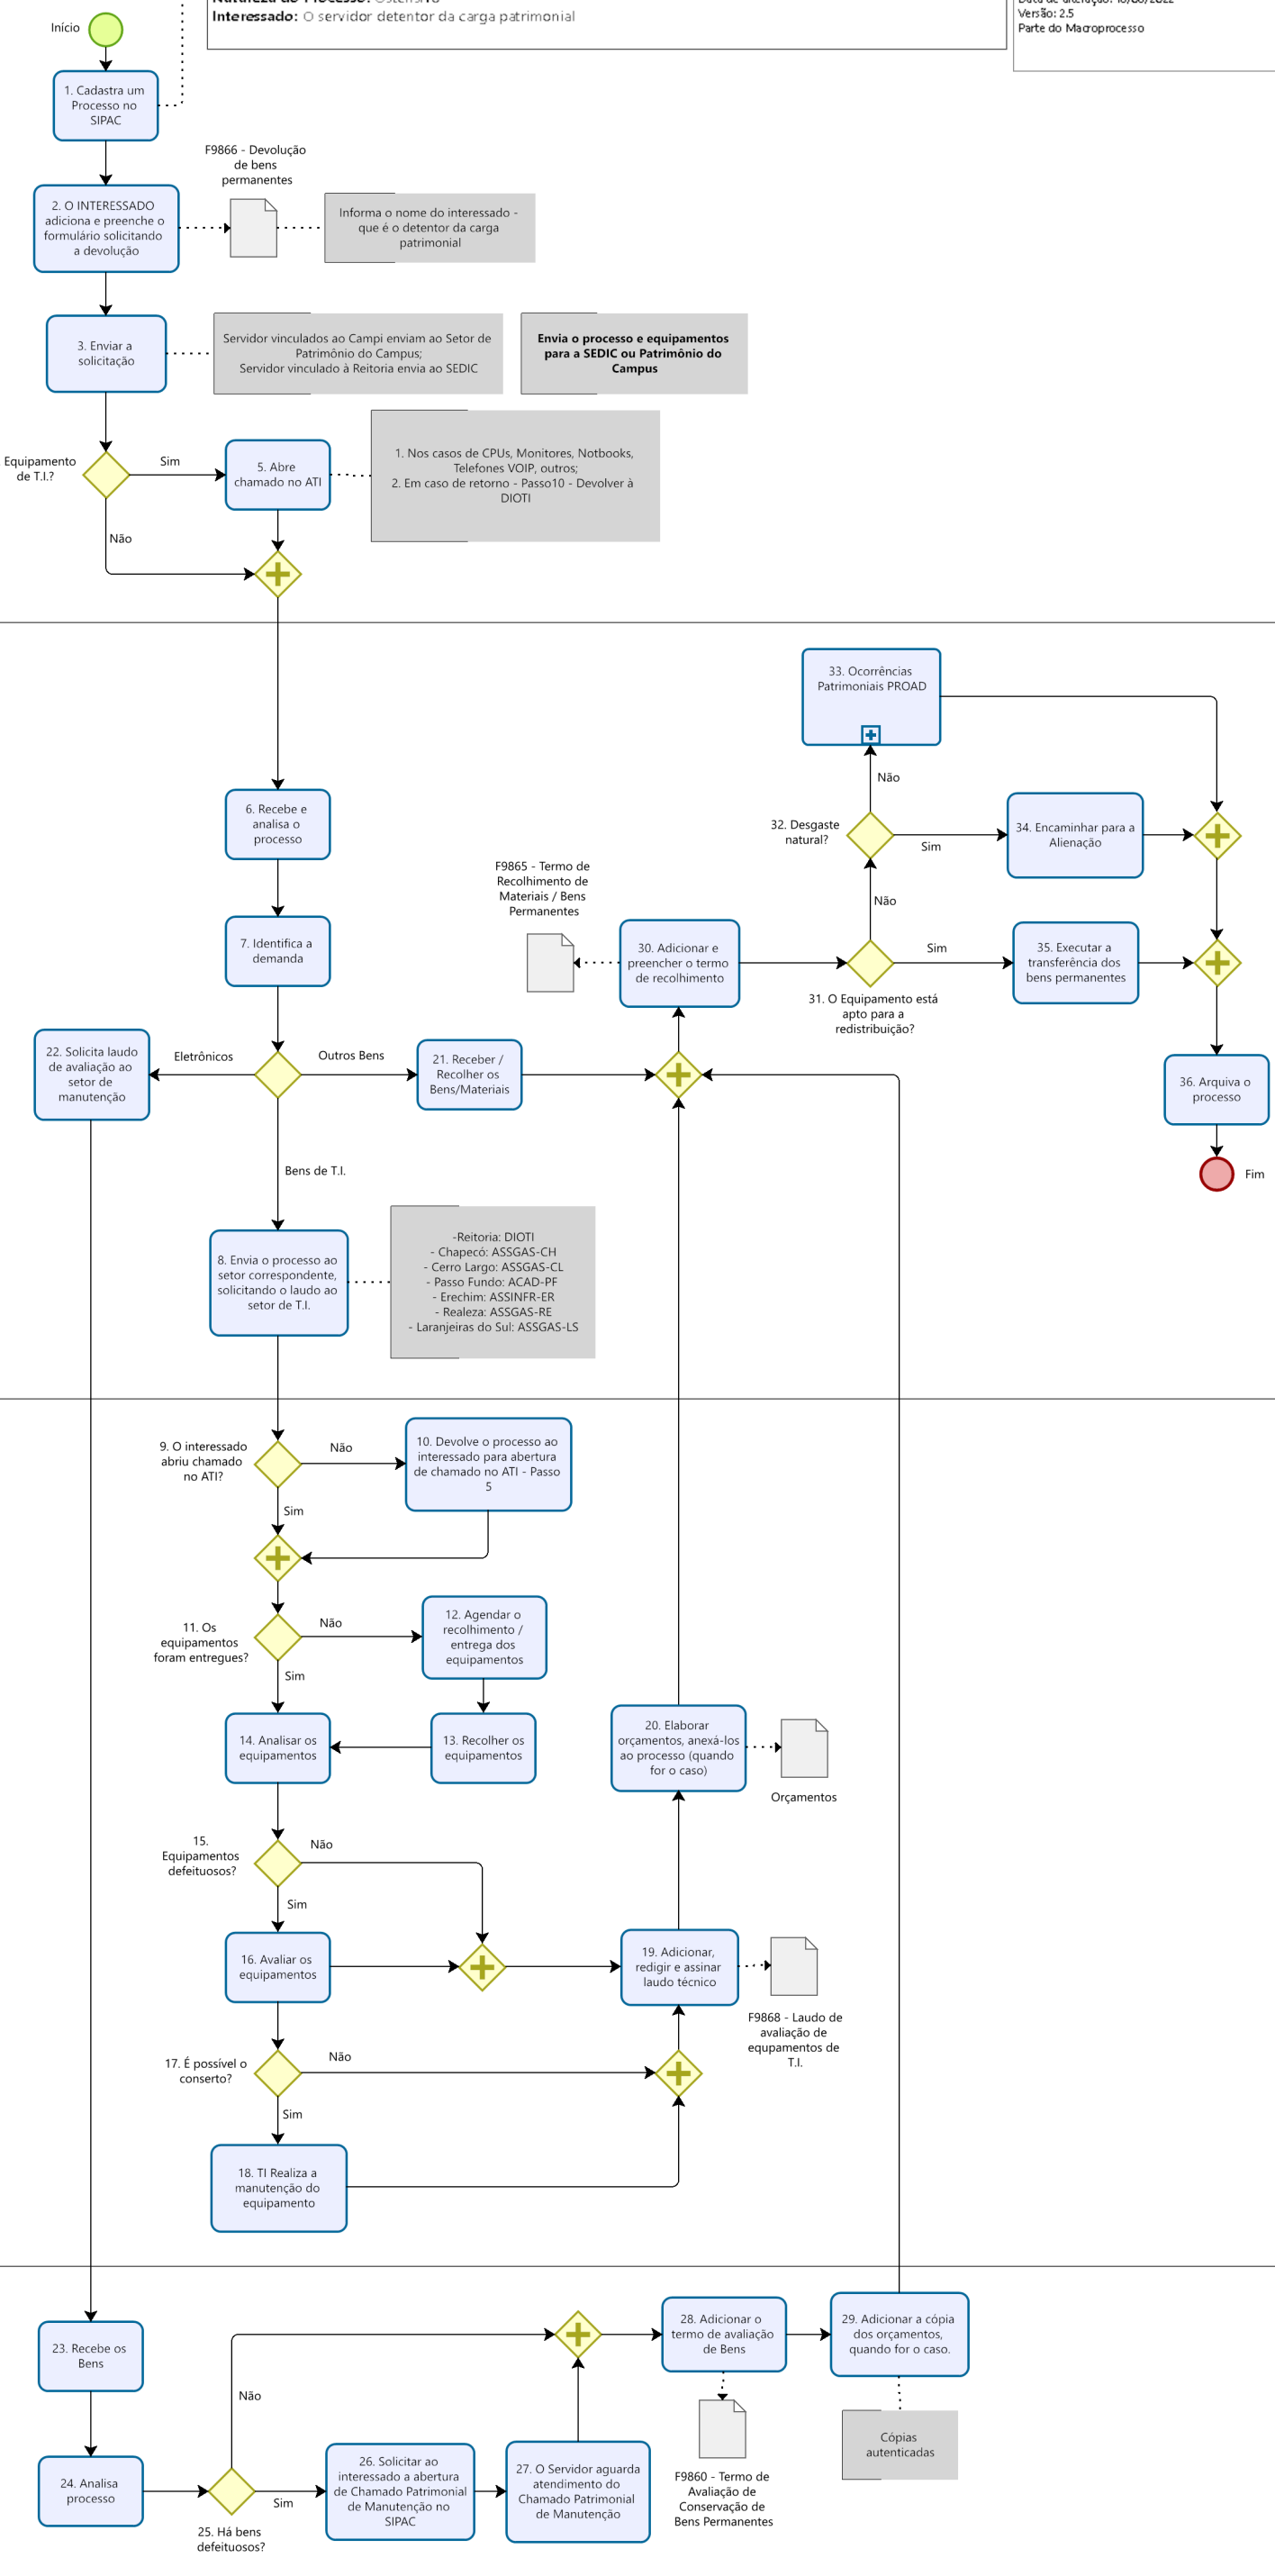 Natureza do Processo: Ostensivo
Interessado: O servidor detentor da carga patrimonial
Versão: 2.5
Parte do Macroprocesso
Início
1. Cadastra um
Processo no
SIPAC
F9866 - Devolução
de bens
permanentes
2. O INTERESSADO
adiciona e preenche o
formulário solicitando
a devolução
Informa o nome do interessado -
que é o detentor da carga
patrimonial
3. Enviar a
solicitação
Servidor vinculados ao Campi enviam ao Setor de
Patrimônio do Campus;
Servidor vinculado à Reitoria envia ao SEDIC
Envia o processo e equipamentos
para a SEDIC ou Patrimônio do
Campus
Equipamento
de T.I.?
Sim
5. Abre
chamado no ATI
1. Nos casos de CPUs, Monitores, Notbooks,
Telefones VOIP, outros;
2. Em caso de retorno - Passo10 - Devolver à
DIOTI
Não
33. Ocorrências
Patrimoniais PROAD
Não
6. Recebe e
analisa o
processo
32. Desgaste
natural?
Sim
34. Encaminhar para a
Alienação
F9865 - Termo de
Recolhimento de
Materiais / Bens
Permanentes
Não
7. Identifica a
demanda
30. Adicionar e
preencher o termo
de recolhimento
Sim
35. Executar a
transferência dos
bens permanentes
31. O Equipamento está
apto para a
redistribuição?
22. Solicita laudo
de avaliação ao
setor de
manutenção
Eletrônicos
Outros Bens
21. Receber /
Recolher os
Bens/Materiais
36. Arquiva o
processo
Bens de T.I.
Fim
8. Envia o processo ao
setor correspondente,
solicitando o laudo ao
setor de T.I.
-Reitoria: DIOTI
- Chapecó: ASSGAS-CH
- Cerro Largo: ASSGAS-CL
- Passo Fundo: ACAD-PF
- Erechim: ASSINFR-ER
- Realeza: ASSGAS-RE
- Laranjeiras do Sul: ASSGAS-LS
9. O interessado
abriu chamado
no ATI?
Não
10. Devolve o processo ao
interessado para abertura
de chamado no ATI - Passo
5
Sim
11. Os
equipamentos
foram entregues?
Não
12. Agendar o
recolhimento /
entrega dos
equipamentos
Sim
14. Analisar os
equipamentos
13. Recolher os
equipamentos
20. Elaborar
orçamentos, anexá-los
ao processo (quando
for o caso)
Orçamentos
15.
Equipamentos
defeituosos?
Não
Sim
16. Avaliar os
equipamentos
19. Adicionar,
redigir e assinar
laudo técnico
F9868 - Laudo de
avaliação de
equpamentos de
T.I.
17. É possível o
conserto?
Não
Sim
18. TI Realiza a
manutenção do
equipamento
23. Recebe os
Bens
28. Adicionar o
termo de avaliação
de Bens
29. Adicionar a cópia
dos orçamentos,
quando for o caso.
Não
Cópias
autenticadas
24. Analisa
processo
Sim
26. Solicitar ao
interessado a abertura
de Chamado Patrimonial
de Manutenção no
SIPAC
27. O Servidor aguarda
atendimento do
Chamado Patrimonial
de Manutenção
F9860 - Termo de
Avaliação de
Conservação de
Bens Permanentes
25. Há bens
defeituosos?